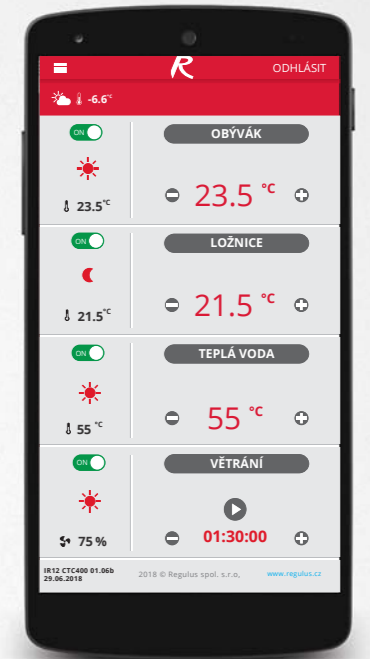 R
ODHLÁSIT
-6.6°C
ON
OBÝVÁK
23.5°C
23.5 °C
ON
LOŽNICE
21.5°C
21.5 °C
ON
TEPLÁ VODA
55 °C
55 °C
ON
VĚTRÁNÍ
75 %
01:30:00
IR12 CTC400 01.06b
29.06.2018
2018 © Regulus spol. s.r.o,
www.regulus.cz